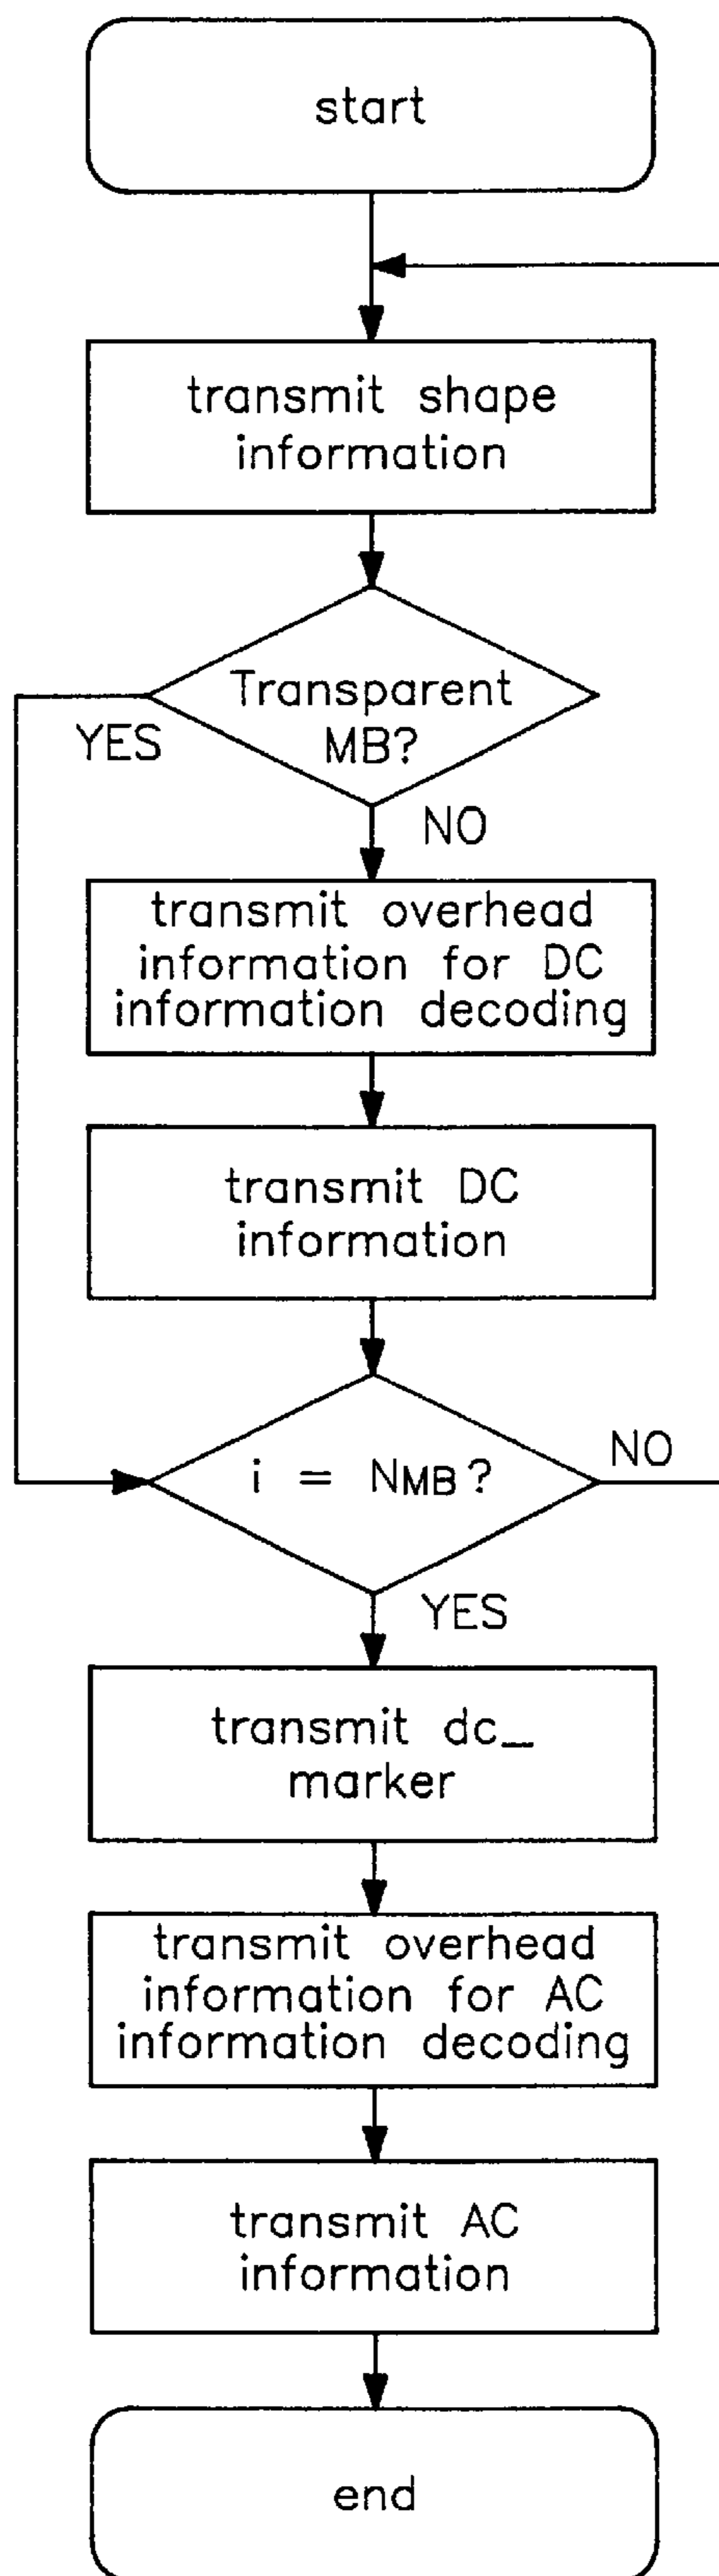 start
transmit shape
information
Transparent
MB?
YES
NO
transmit overhead
information for DC
information decoding
transmit DC
information
i = NMB?
NO
YES
transmit dc_
marker
transmit overhead
information for AC
information decoding
transmit AC
information
end